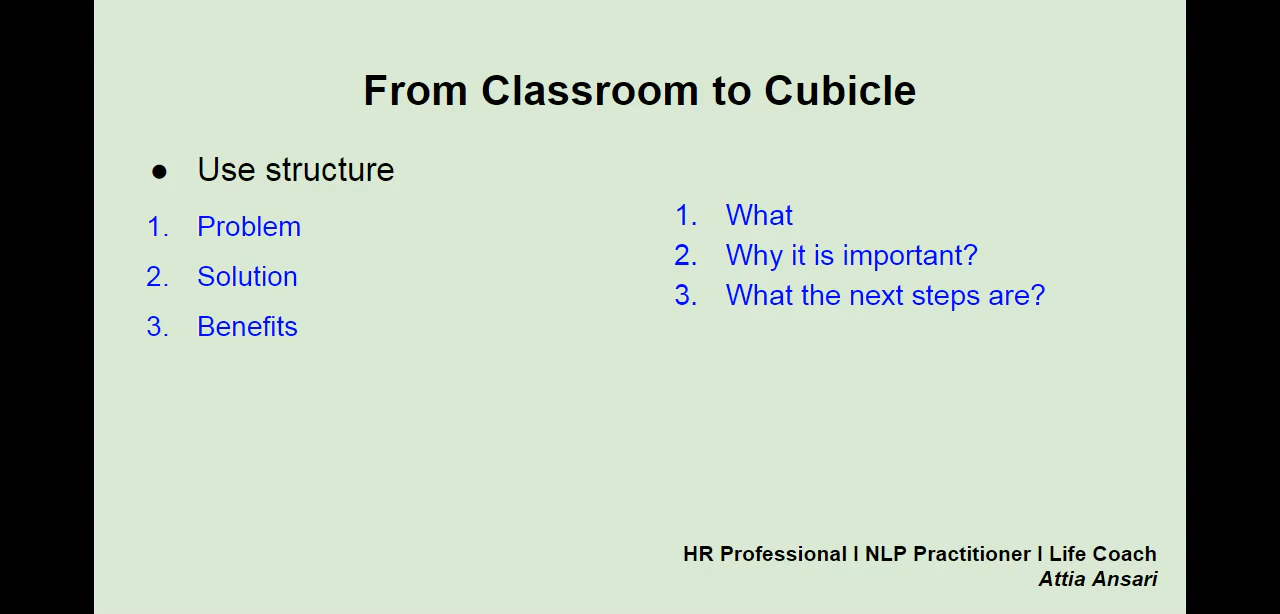 From Classroom to Cubicle
● Use structure
1. Problem
2. Solution
3. Benefits
1. What
2. Why it is important?
3. What the next steps are?
HR Professional I NLP Practitioner I Life Coach
Attia Ansari